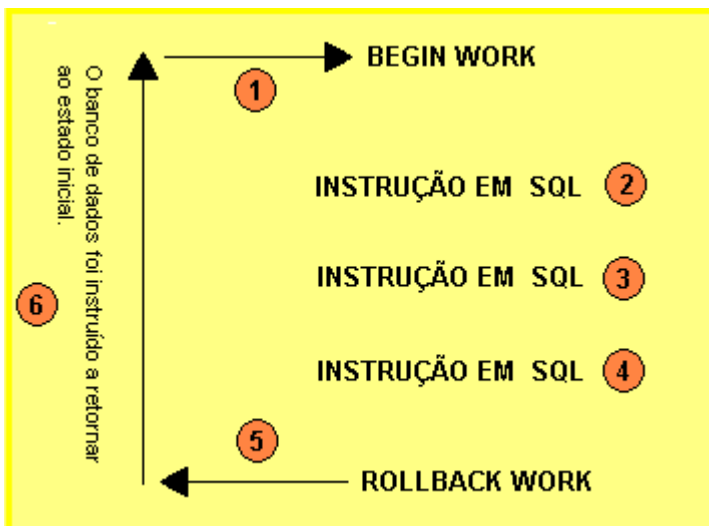 BEGIN WORK
1
INSTRUÇÃO EM SQL 2
INSTRUÇÃO EM SQL 3
INSTRUÇÃO EM SQL 4
5
ROLLBACK WORK
6
O banco de dados foi instruído a retornar
ao estado inicial.